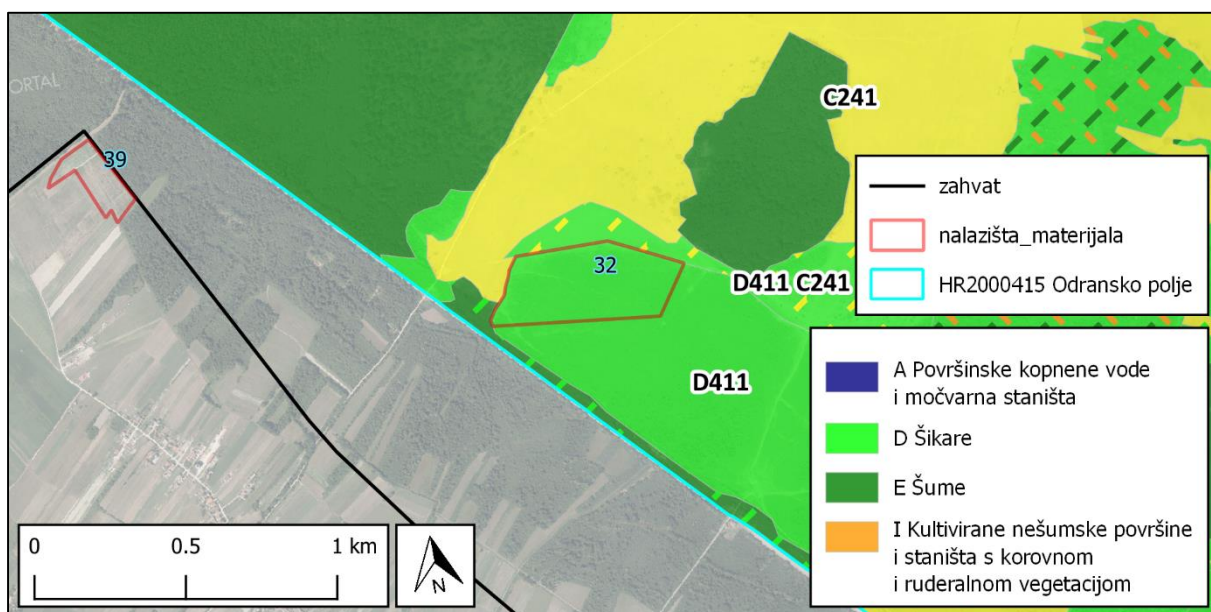 ORTAL
39
C241
32
D411 C241
D411
zahvat
nalazišta_materijala
HR2000415 Odransko polje
A Površinske kopnene vode
i močvarna staništa
D Šikare
E Šume
I Kultivirane nešumske površine
i staništa s korovnom
i ruderalnom vegetacijom
0 0.5 1 km
N